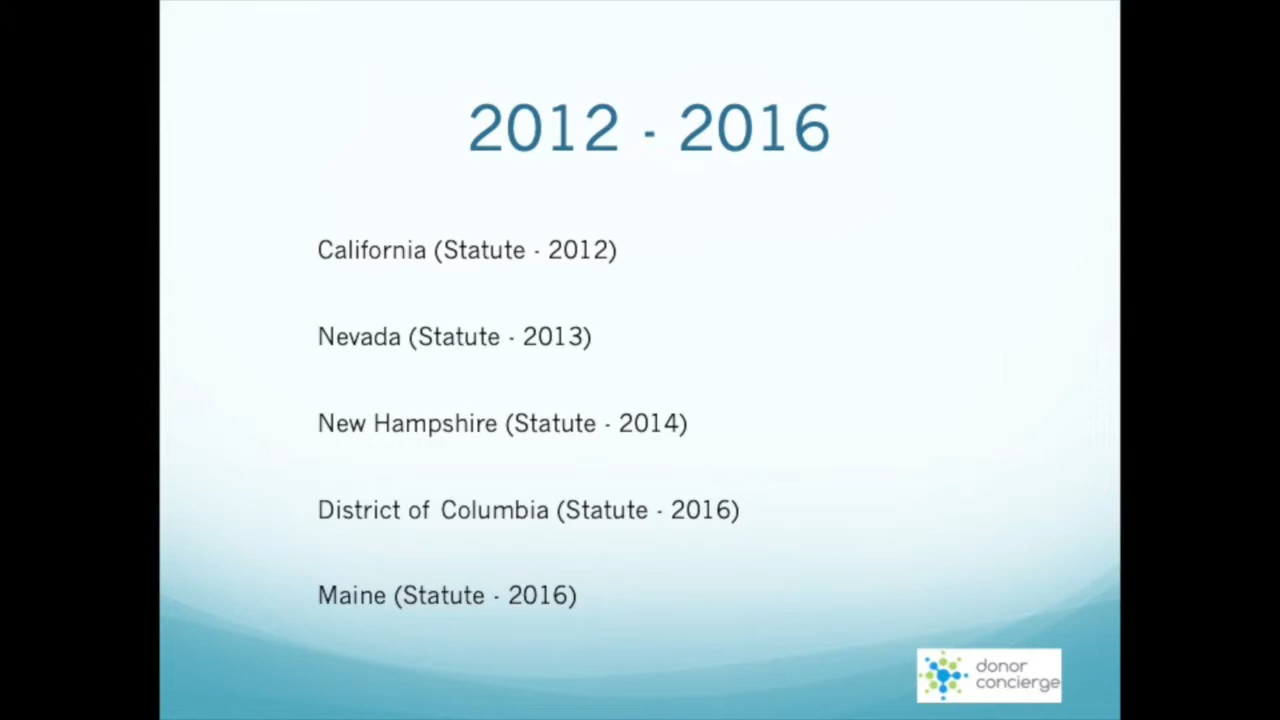 2012 - 2016
California (Statute - 2012)
Nevada (Statute - 2013)
New Hampshire (Statute - 2014)
District of Columbia (Statute - 2016)
Maine (Statute - 2016)
donor
concierge